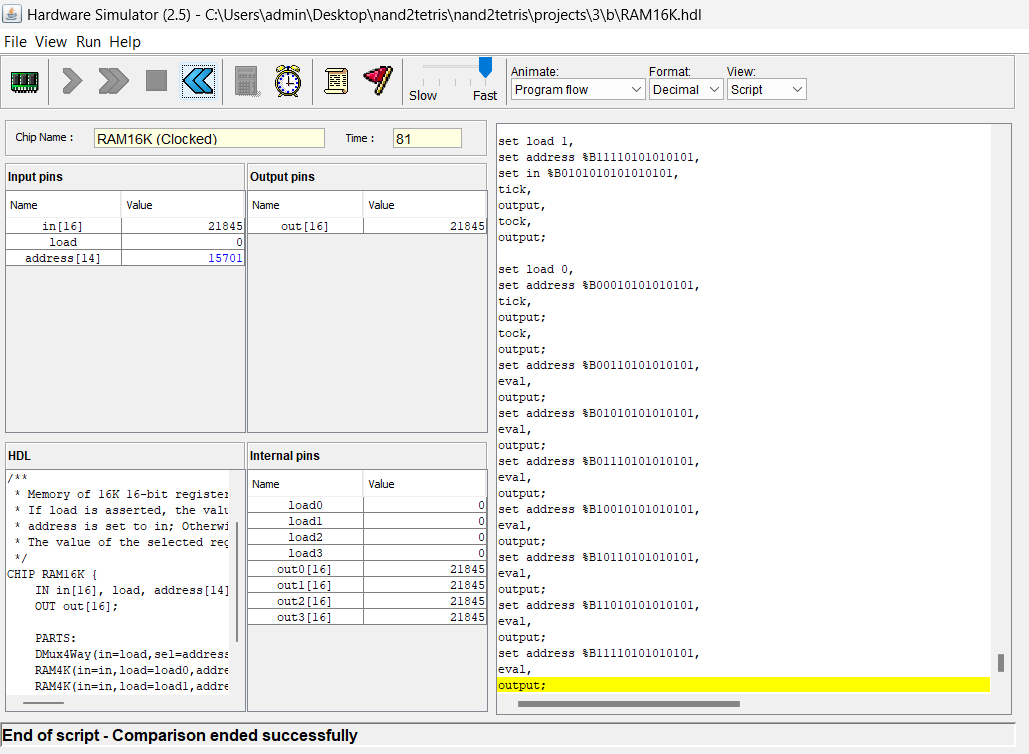 Hardware Simulator (2.5) - C:\Users\admin\Desktop\nand2tetris\nand2tetris\projects\3\b\RAM16K.hdl
File View Run Help
Slow Fast
Animate: Format: View:
Program flow Decimal Script
Chip Name : RAM16K (Clocked) Time : 81
Input pins
Name Value
in[16] 21845
load 0
address[14] 15701
Output pins
Name Value
out[16] 21845
HDL
/**
* Memory of 16K 16-bit register
* If load is asserted, the valu
* address is set to in; Otherwi
* The value of the selected reg
*/
CHIP RAM16K {
IN in[16], load, address[14]
OUT out[16];
PARTS:
DMux4Way(in=load,sel=address
RAM4K(in=in,load=load0,addre
RAM4K(in=in,load=load1,addre
Internal pins
Name Value
load0 0
load1 0
load2 0
load3 0
out0[16] 21845
out1[16] 21845
out2[16] 21845
out3[16] 21845
set load 1,
set address %B11110101010101,
set in %B0101010101010101,
tick,
output,
tock,
output;
set load 0,
set address %B00010101010101,
tick,
output;
tock,
output;
set address %B00110101010101,
eval,
output;
set address %B01010101010101,
eval,
output;
set address %B01110101010101,
eval,
output;
set address %B10010101010101,
eval,
output;
set address %B10110101010101,
eval,
output;
set address %B11010101010101,
eval,
output;
set address %B11110101010101,
eval,
output;
End of script - Comparison ended successfully